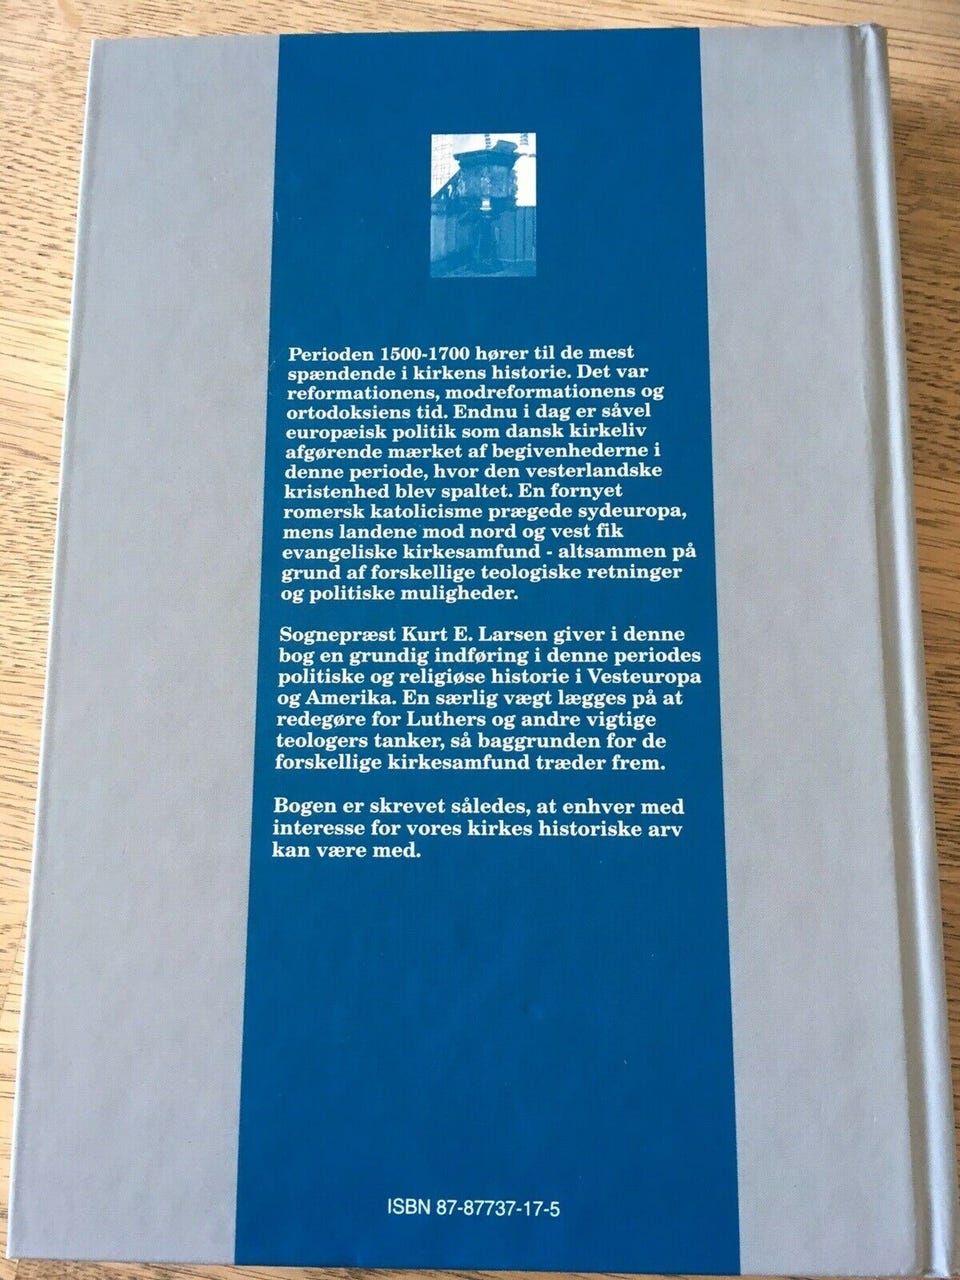 Perioden 1500-1700 hører til de mest
spændende i kirkens historie. Det var
reformationens, modreformationens og
ortodoksiens tid. Endnu i dag er såvel
europæisk politik som dansk kirkeliv
afgørende mærket af begivenhederne i
denne periode, hvor den vesterlandske
kristenhed blev spaltet. En fornyet
romersk katolicisme prægede sydeuropa,
mens landene mod nord og vest fik
evangeliske kirkesamfund - altsammen på
grund af forskellige teologiske retninger
og politiske muligheder.
Sognepræst Kurt E. Larsen giver i denne
bog en grundig indføring i denne periodes
politiske og religiøse historie i Vesteuropa
og Amerika. En særlig vægt lægges på at
redegøre for Luthers og andre vigtige
teologers tanker, så baggrunden for de
forskellige kirkesamfund træder frem.
Bogen er skrevet således, at enhver med
interesse for vores kirkes historiske arv
kan være med.
ISBN 87-87737-17-5